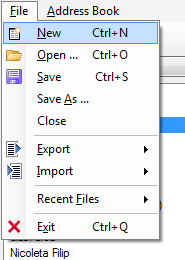 File Address Book
New Ctrl+N
Open ... Ctrl+O
Save Ctrl+S
Save As ...
Close
Export
Import
Recent Files
Exit Ctrl+Q
Nicoleta Filip